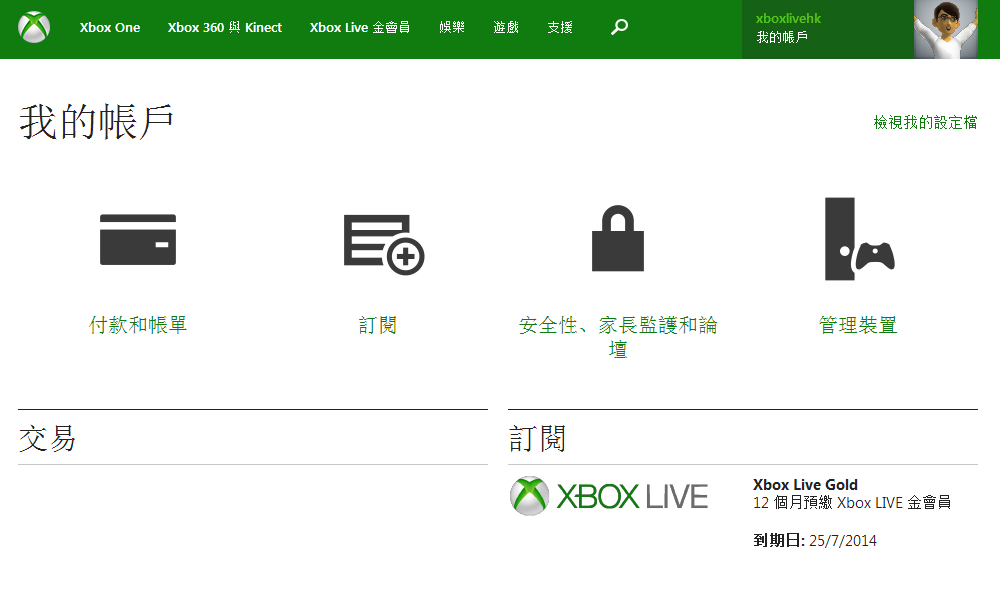 Xbox One
Xbox 360 與 Kinect
Xbox Live 金會員
娛樂
遊戲
支援
xboxlivehk
我的帳戶
我的帳戶
檢視我的設定檔
付款和帳單
訂閱
安全性、家長監護和論
壇
管理裝置
交易
訂閱
XBOX LIVE
Xbox Live Gold
12 個月預繳 Xbox LIVE 金會員
到期日: 25/7/2014